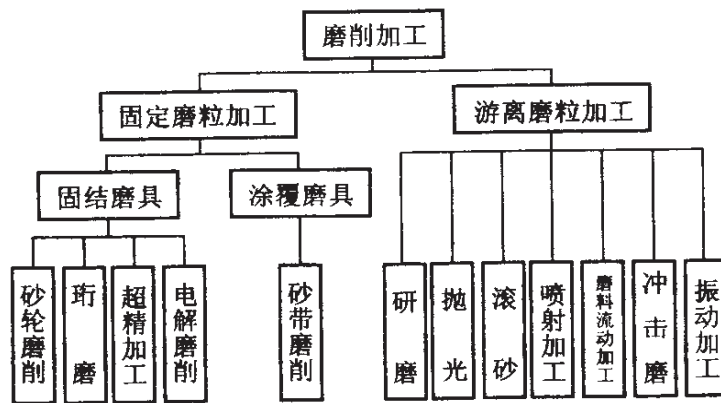 磨削加工
固定磨粒加工
游离磨粒加工
固结磨具
涂覆磨具
砂轮磨削
珩磨
超精加工
电解磨削
砂带磨削
研磨
抛光
滚砂
喷射加工
磨料流动加工
冲击磨
振动加工